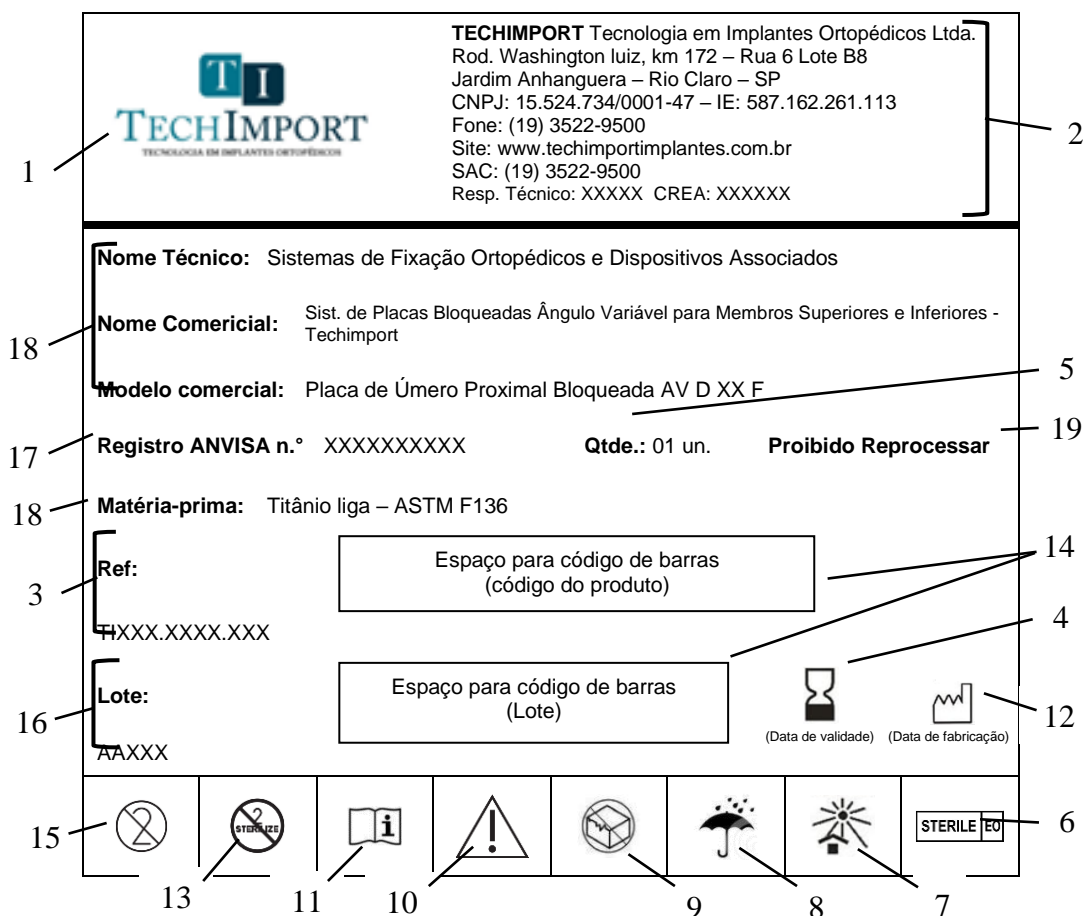 TI
TECHIMPORT
TECNOLOGIA EM IMPLANTES ORTOPÉDICOS
TECHIMPORT Tecnologia em Implantes Ortopédicos Ltda.
Rod. Washington luiz, km 172 – Rua 6 Lote B8
Jardim Anhanguera – Rio Claro – SP
CNPJ: 15.524.734/0001-47 – IE: 587.162.261.113
Fone: (19) 3522-9500
Site: www.techimportimplantes.com.br
SAC: (19) 3522-9500
Resp. Técnico: XXXXX CREA: XXXXXX
1
2
Nome Técnico: Sistemas de Fixação Ortopédicos e Dispositivos Associados
Nome Comericial: Sist. de Placas Bloqueadas Ângulo Variável para Membros Superiores e Inferiores -
Techimport
18
Modelo comercial: Placa de Úmero Proximal Bloqueada AV D XX F
5
17
Registro ANVISA n.° XXXXXXXXXX Qtde.: 01 un. Proibido Reprocessar
19
18
Matéria-prima: Titânio liga – ASTM F136
3
Ref:
TIXXX.XXXX.XXX
Espaço para código de barras
(código do produto)
14
4
16
Lote:
AAXXX
Espaço para código de barras
(Lote)
(Data de validade) (Data de fabricação)
12
15
2
2
STERILIZE
i
!
STERILE EO
6
13
11
10
9
8
7